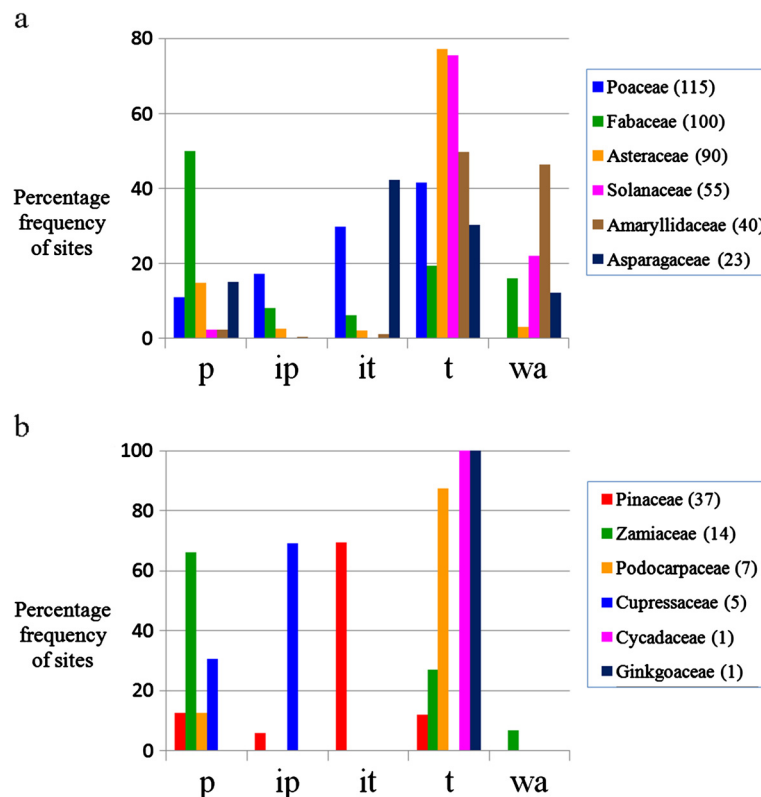 a
80
60
40
20
0
Percentage
frequency
of sites
p ip it t wa
Poaceae (115)
Fabaceae (100)
Asteraceae (90)
Solanaceae (55)
Amaryllidaceae (40)
Asparagaceae (23)
b
100
80
60
40
20
0
Percentage
frequency
of sites
p ip it t wa
Pinaceae (37)
Zamiaceae (14)
Podocarpaceae (7)
Cupressaceae (5)
Cycadaceae (1)
Ginkgoaceae (1)